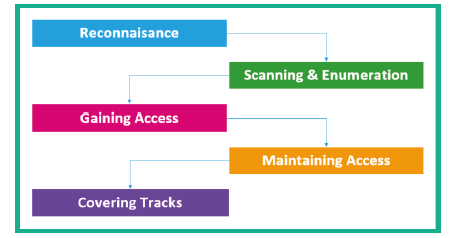 Reconnaisance
Scanning & Enumeration
Gaining Access
Maintaining Access
Covering Tracks